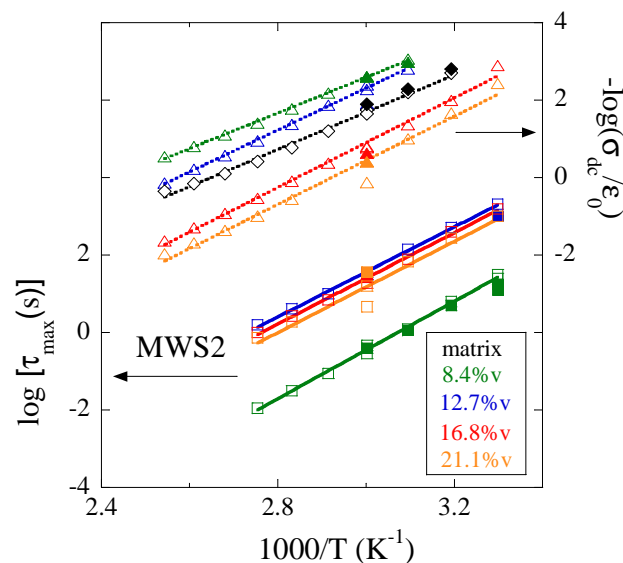 4
2
0
-2
-log(σdc/ε0)
2
0
-2
-4
log [τmax(s)]
MWS2
matrix
8.4%v
12.7%v
16.8%v
21.1%v
2.4 2.8 3.2
1000/T (K-1)